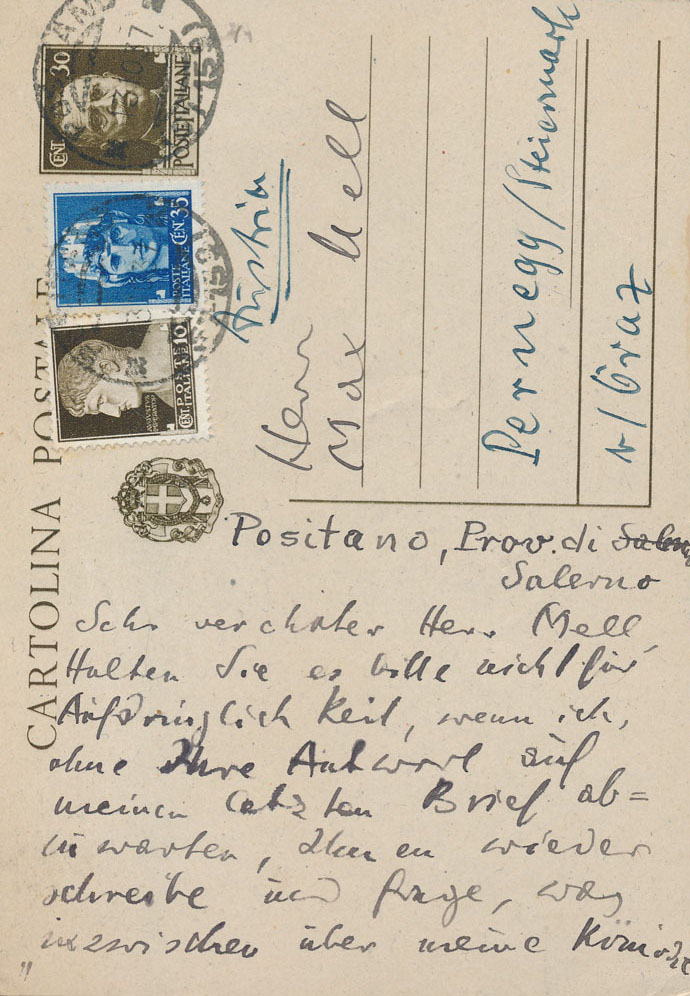 CARTOLINA POSTALE
CENT. 30
POSTE ITALIANE
POSTE ITALIANE CEN. 35
CENT. 10
POSTE ITALIANE
Austria
Herrn
Max Mell
Pernegg/Steiermark
b/Graz
Positano, Prov. di
Salerno
Sehr verehrter Herr Mell,
Halten Sie es bitte nicht für
Aufdringlichkeit, wenn ich,
ohne Ihre Antwort auf
meinen letzten Brief ab=
zuwarten, Ihnen wieder
schreibe und frage, was
inzwischen über meine